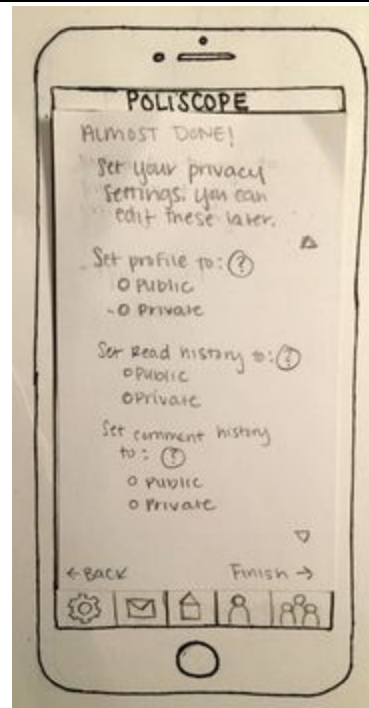 POLISCOPE
ALMOST DONE!
Set your privacy
settings. You can
edit these later.
Set profile to: ?
Public
Private
Set Read history to: ?
Public
Private
Set comment history
to: ?
Public
Private
← BACK Finish →